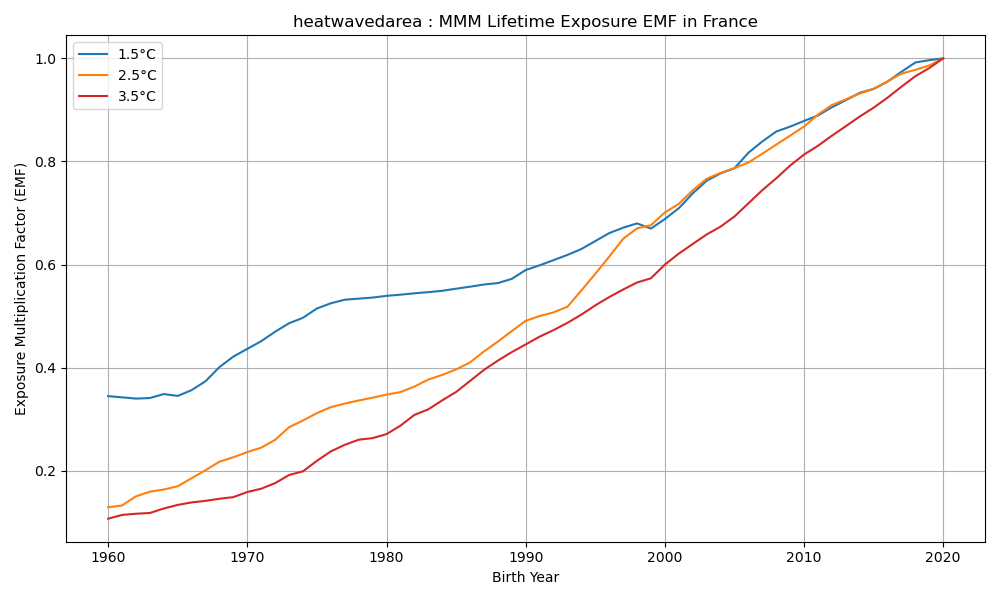 heatwavedarea : MMM Lifetime Exposure EMF in France
1.5°C
2.5°C
3.5°C
Exposure Multiplication Factor (EMF)
1.0
0.8
0.6
0.4
0.2
1960 1970 1980 1990 2000 2010 2020
Birth Year